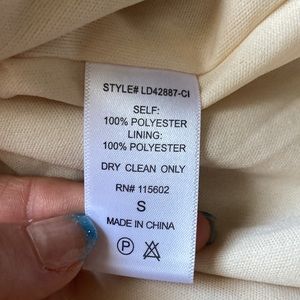 STYLE# LD42887-CI
SELF:
100% POLYESTER
LINING:
100% POLYESTER
DRY CLEAN ONLY
RN# 115602
S
MADE IN CHINA
P